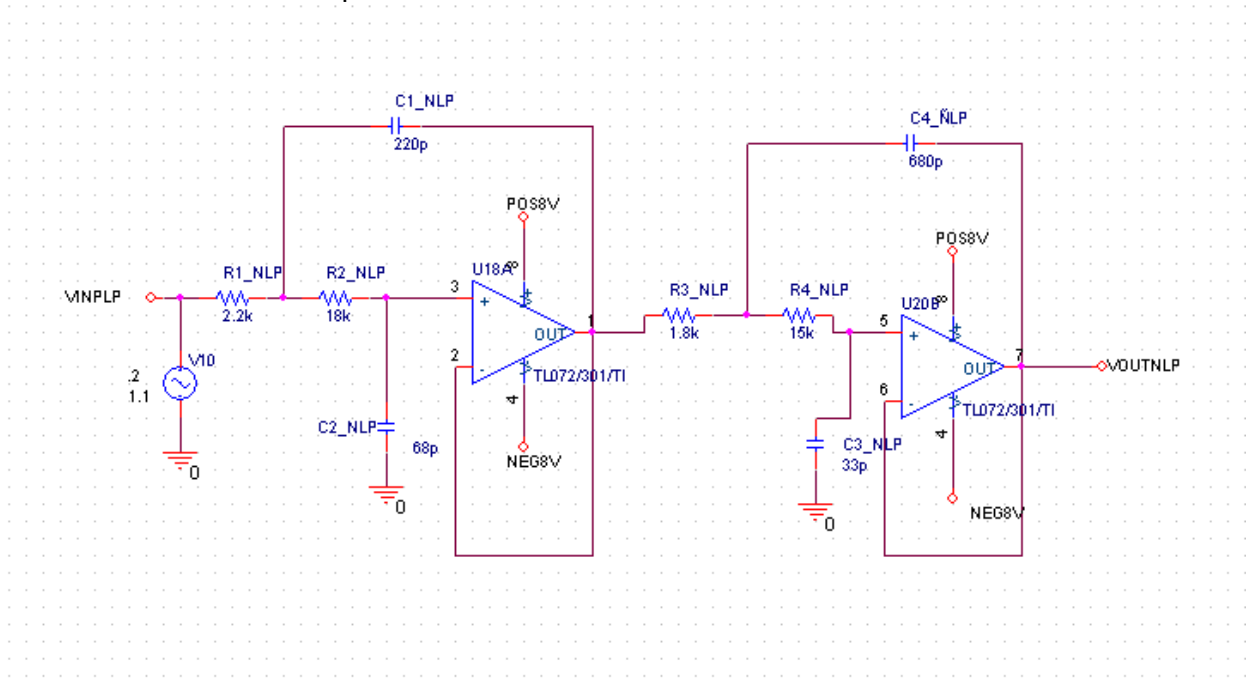 C1_NLP
220p
C4_ÑLP
680p
POS8V
POS8V
U18A
8
R1_NLP
R2_NLP
3
+
VINPLP
2.2k
18k
R3_NLP
R4_NLP
U20B
8
1.8k
15k
5
+
1
OUT
2
-
V10
.2
1.1
TL072/301/TI
4
7
OUT
VOUTNLP
6
-
TL072/301/TI
4
C2_NLP
68p
C3_NLP
33p
NEG8V
NEG8V
0
0
0